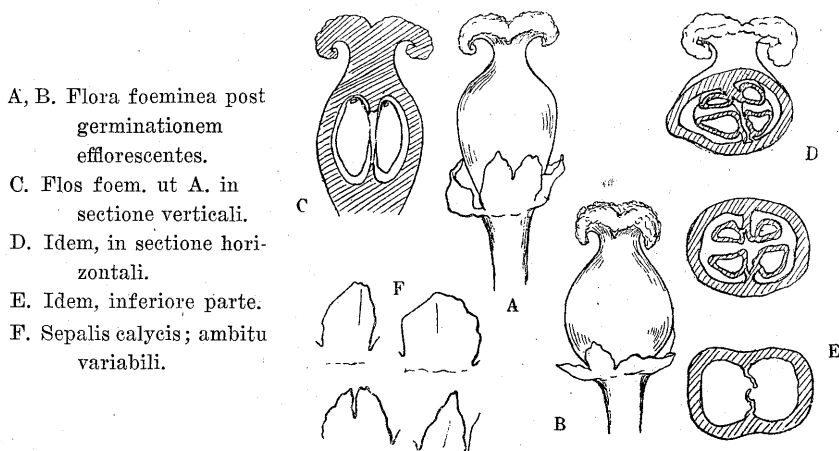 A, B. Flora foeminea post
germinationem
efflorescentes.
C. Flos foem. ut A. in
sectione verticali.
D. Idem, in sectione hori-
zontali.
E. Idem, inferiore parte.
F. Sepalis calycis; ambitu
variabili.
C
A
D
F
B
E